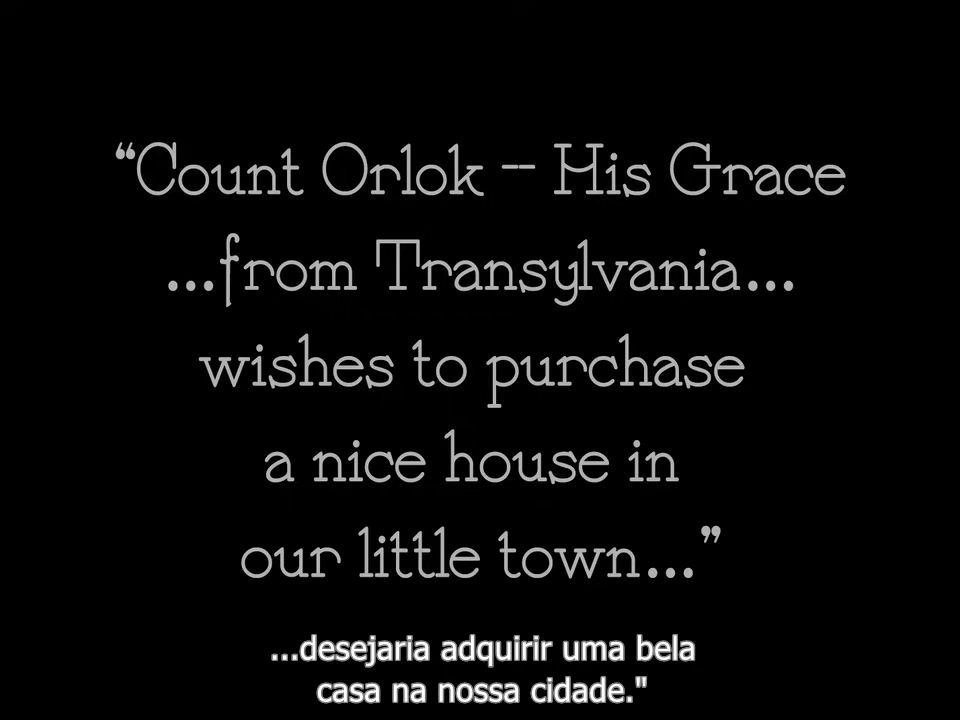 “Count Orlok -- His Grace
...from Transylvania...
wishes to purchase
a nice house in
our little town...”
...desejaria adquirir uma bela
casa na nossa cidade."